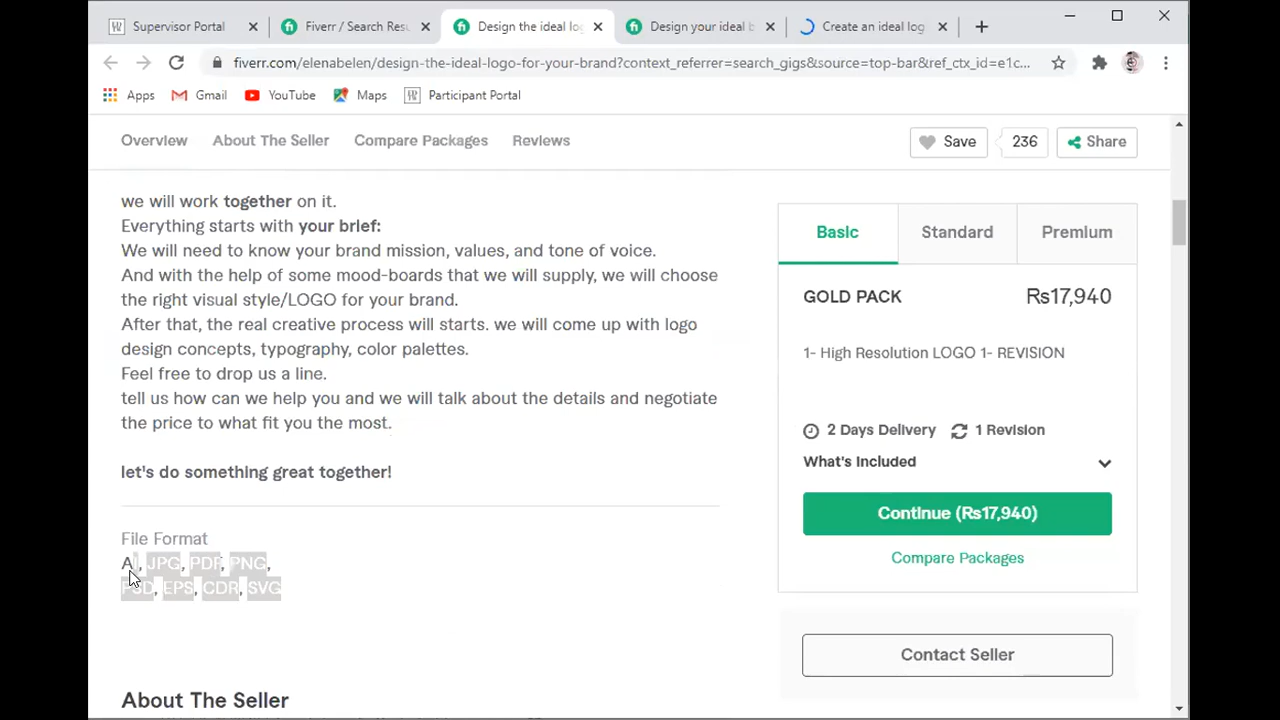 Supervisor Portal
Fiverr / Search Resu
Design the ideal log
Design your ideal b
Create an ideal logo
fiverr.com/elenabelen/design-the-ideal-logo-for-your-brand?context_referrer=search_gigs&source=top-bar&ref_ctx_id=e1c...
Apps
Gmail
YouTube
Maps
Participant Portal
Overview
About The Seller
Compare Packages
Reviews
Save
236
Share
we will work together on it.
Everything starts with your brief:
We will need to know your brand mission, values, and tone of voice.
And with the help of some mood-boards that we will supply, we will choose
the right visual style/LOGO for your brand.
After that, the real creative process will starts. we will come up with logo
design concepts, typography, color palettes.
Feel free to drop us a line.
tell us how can we help you and we will talk about the details and negotiate
the price to what fit you the most.
let's do something great together!
File Format
AI, JPG, PDF, PNG,
PSD, EPS, CDR, SVG
About The Seller
Basic
Standard
Premium
GOLD PACK
Rs17,940
1- High Resolution LOGO 1- REVISION
2 Days Delivery
1 Revision
What's Included
Continue (Rs17,940)
Compare Packages
Contact Seller